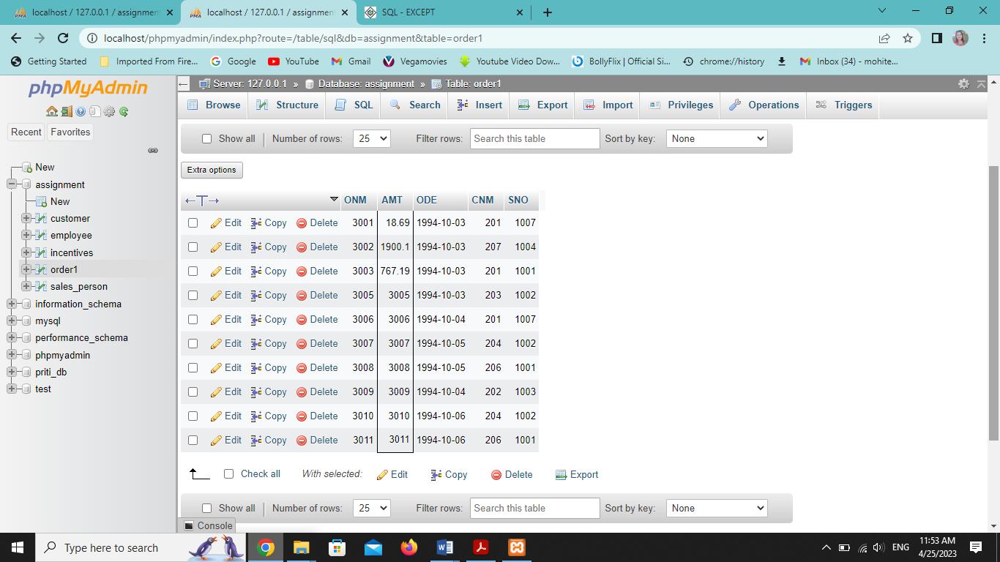 localhost / 127.0.0.1 / assignment
localhost / 127.0.0.1 / assignment
SQL - EXCEPT
localhost/phpmyadmin/index.php?route=/table/sql&db=assignment&table=order1
Getting Started
Imported From Fire...
Google
YouTube
Gmail
Vegamovies
Youtube Video Dow...
BollyFlix | Official Si...
chrome://history
Inbox (34) - mohite...
phpMyAdmin
Recent
Favorites
New
assignment
New
customer
employee
incentives
order1
sales_person
information_schema
mysql
performance_schema
phpmyadmin
priti_db
test
Server: 127.0.0.1 » Database: assignment » Table: order1
Browse Structure SQL Search Insert Export Import Privileges Operations Triggers
Show all | Number of rows: 25 Filter rows: Search this table Sort by key: None
Extra options
←T→ ONM AMT ODE CNM SNO
Edit Copy Delete 3001 18.69 1994-10-03 201 1007
Edit Copy Delete 3002 1900.1 1994-10-03 207 1004
Edit Copy Delete 3003 767.19 1994-10-03 201 1001
Edit Copy Delete 3005 3005 1994-10-03 203 1002
Edit Copy Delete 3006 3006 1994-10-04 201 1007
Edit Copy Delete 3007 3007 1994-10-05 204 1002
Edit Copy Delete 3008 3008 1994-10-05 206 1001
Edit Copy Delete 3009 3009 1994-10-04 202 1003
Edit Copy Delete 3010 3010 1994-10-06 204 1002
Edit Copy Delete 3011 3011 1994-10-06 206 1001
Check all With selected: Edit Copy Delete Export
Show all | Number of rows: 25 Filter rows: Search this table Sort by key: None
Console
Type here to search
ENG
11:53 AM
4/25/2023